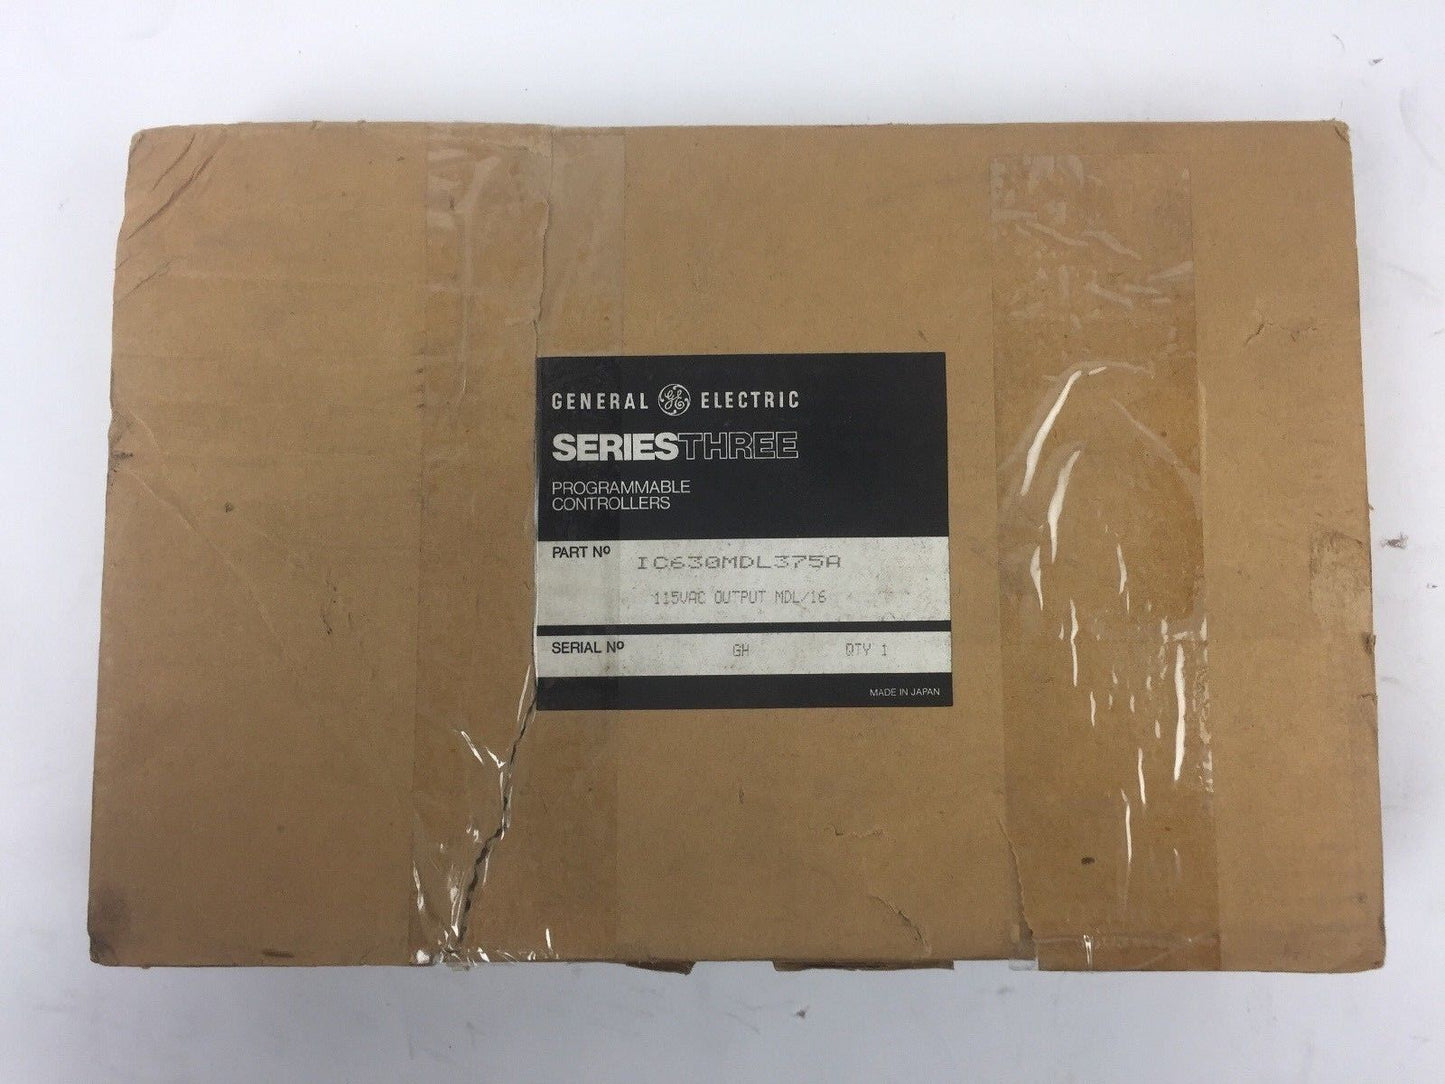 GENERAL GE ELECTRIC
SERIESTHREE
PROGRAMMABLE
CONTROLLERS
PART Nº IC630MDL375A
115VAC OUTPUT MDL/16
SERIAL Nº GH QTY 1
MADE IN JAPAN